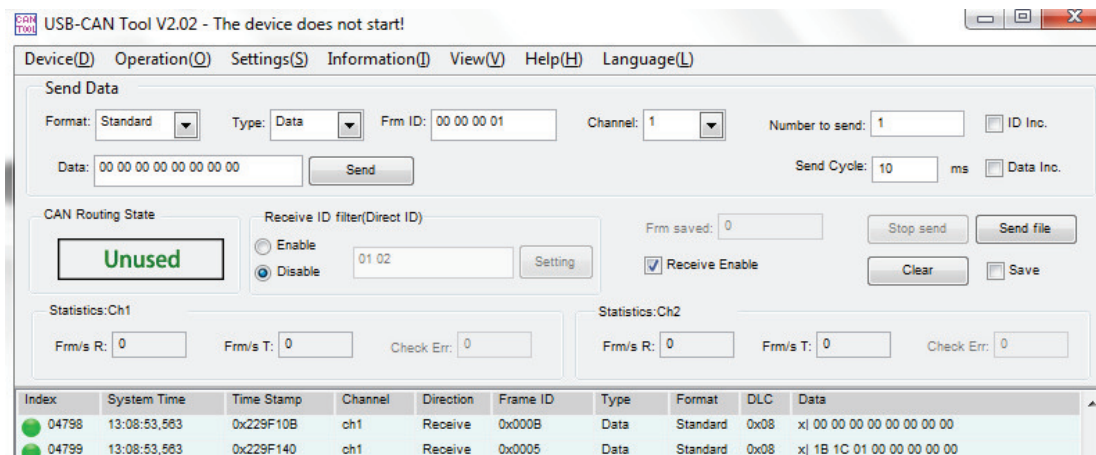 CAN TOOL USB-CAN Tool V2.02 - The device does not start!
Device(D) Operation(O) Settings(S) Information(I) View(V) Help(H) Language(L)
Send Data
Format: Standard Type: Data Frm ID: 00 00 00 01 Channel: 1 Number to send: 1 ID Inc.
Data: 00 00 00 00 00 00 00 00 Send Send Cycle: 10 ms Data Inc.
CAN Routing State Receive ID filter(Direct ID) Frm saved: 0 Stop send Send file
Unused Enable
Disable 01 02 Setting Receive Enable Clear Save
Statistics:Ch1 Statistics:Ch2
Frm/s R: 0 Frm/s T: 0 Check Err: 0 Frm/s R: 0 Frm/s T: 0 Check Err: 0
Index System Time Time Stamp Channel Direction Frame ID Type Format DLC Data
04798 13:08:53,563 0x229F10B ch1 Receive 0x000B Data Standard 0x08 x| 00 00 00 00 00 00 00 00
04799 13:08:53,563 0x229F140 ch1 Receive 0x0005 Data Standard 0x08 x| 1B 1C 01 00 00 00 00 00